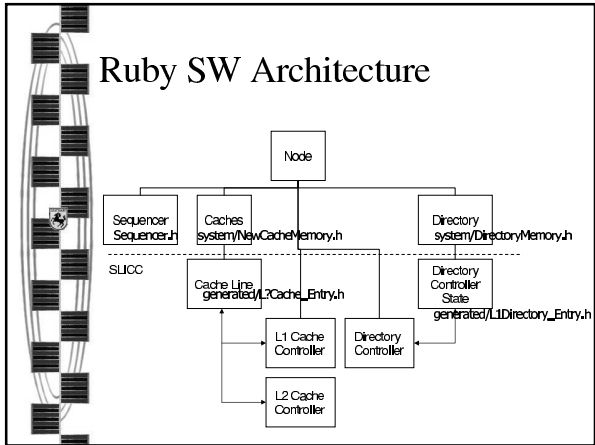 Ruby SW Architecture
Node
Sequencer
Sequencer.h
Caches
system/NewCacheMemory.h
Directory
system/DirectoryMemory.h
SLICC
Cache Line
generated/L?Cache_Entry.h
Directory
Controller
State
generated/L1Directory_Entry.h
L1 Cache
Controller
Directory
Controller
L2 Cache
Controller